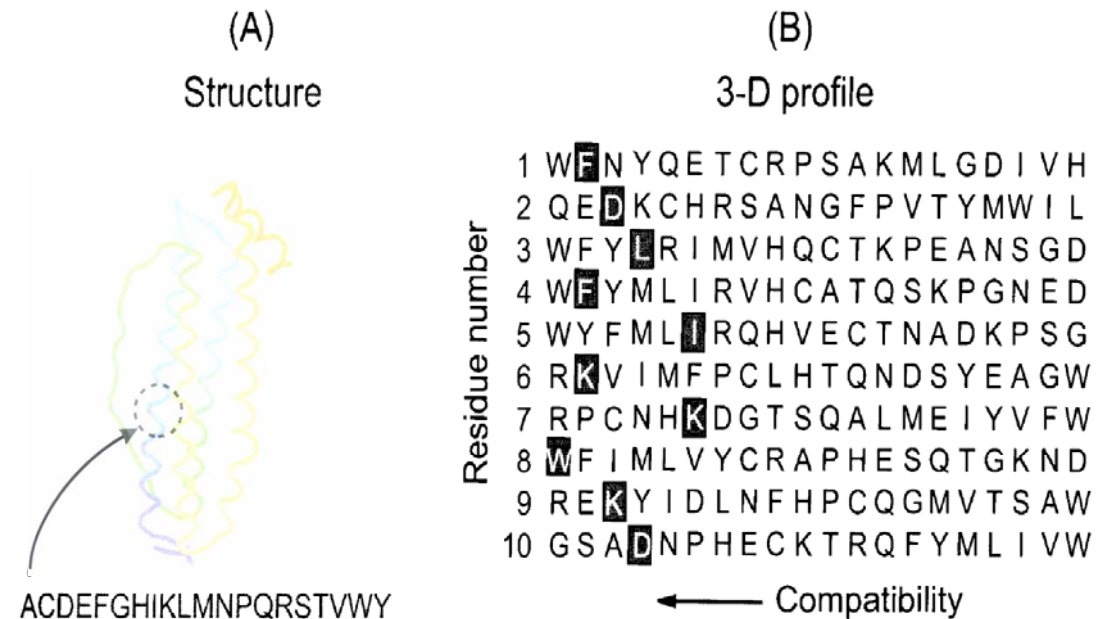 (A)
Structure
ACDEFGHIKLMNPQRSTVWY
(B)
3-D profile
Residue number
1 W F N Y Q E T C R P S A K M L G D I V H
2 Q E D K C H R S A N G F P V T Y M W I L
3 W F Y L R I M V H Q C T K P E A N S G D
4 W F Y M L I R V H C A T Q S K P G N E D
5 W Y F M L I R Q H V E C T N A D K P S G
6 R K V I M F P C L H T Q N D S Y E A G W
7 R P C N H K D G T S Q A L M E I Y V F W
8 W F I M L V Y C R A P H E S Q T G K N D
9 R E K Y I D L N F H P C Q G M V T S A W
10 G S A D N P H E C K T R Q F Y M L I V W
Compatibility